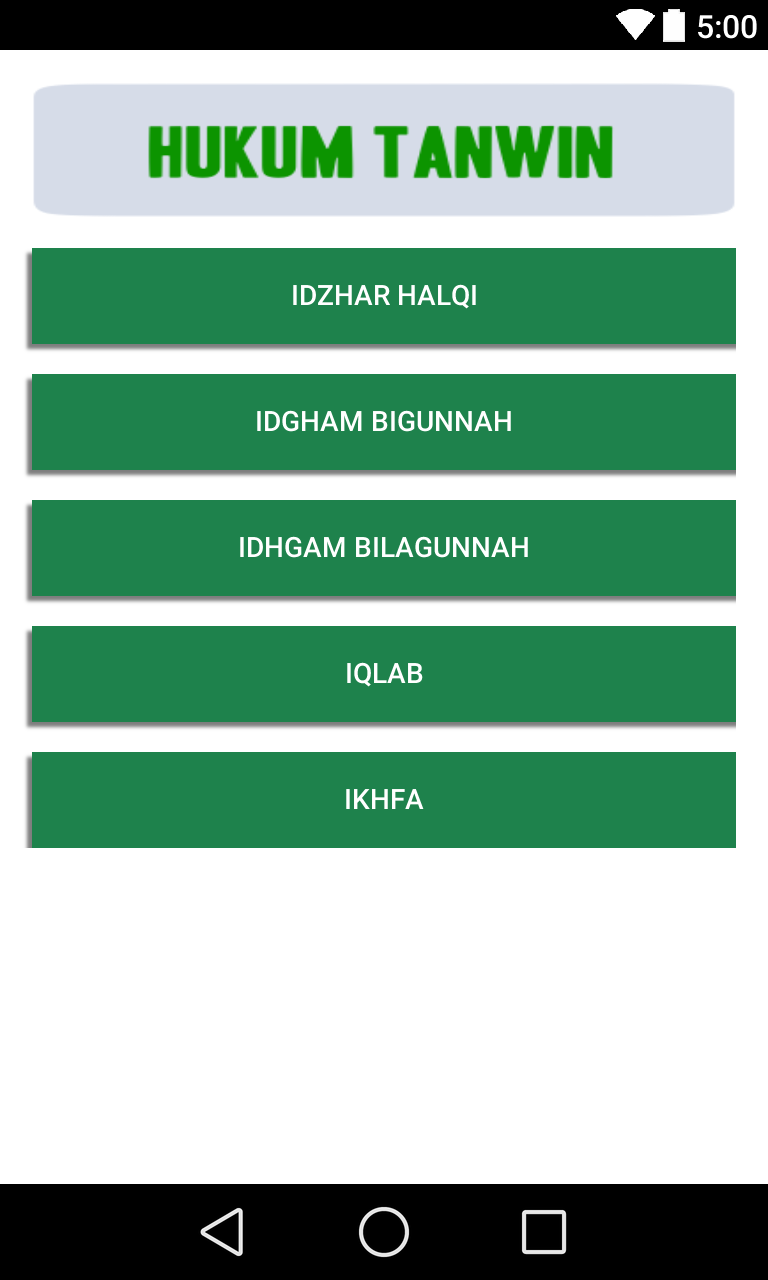 5:00
HUKUM TANWIN
IDZHAR HALQI
IDGHAM BIGUNNAH
IDHGAM BILAGUNNAH
IQLAB
IKHFA